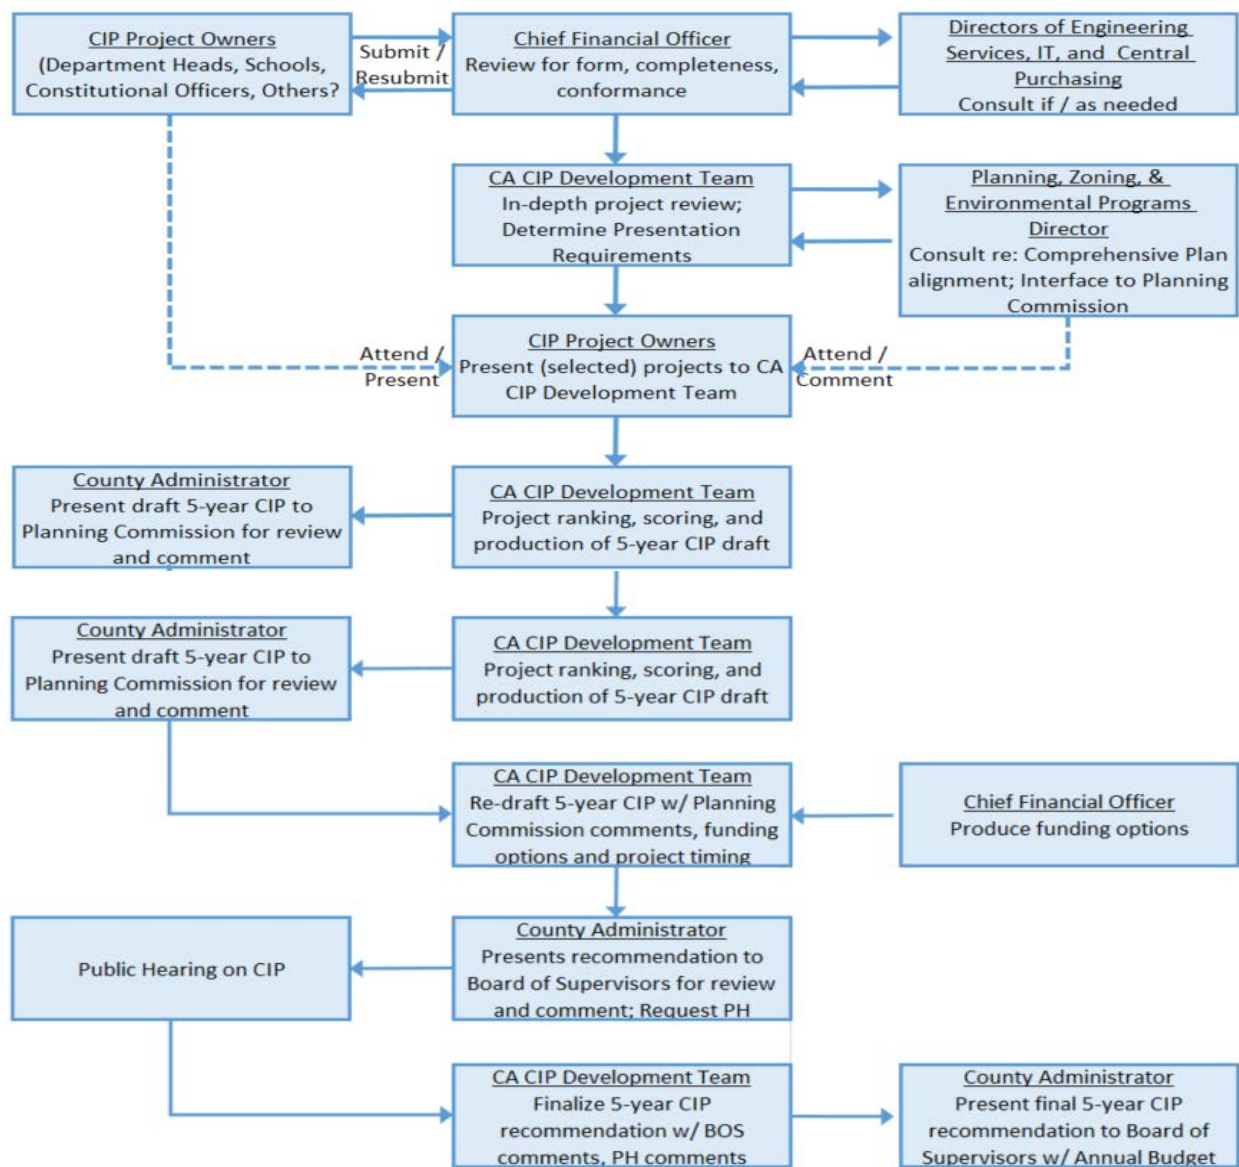 CIP Project Owners
(Department Heads, Schools,
Constitutional Officers, Others?
Submit /
Resubmit
Chief Financial Officer
Review for form, completeness,
conformance
Directors of Engineering
Services, IT, and Central
Purchasing
Consult if / as needed
CA CIP Development Team
In-depth project review;
Determine Presentation
Requirements
Planning, Zoning, &
Environmental Programs
Director
Consult re: Comprehensive Plan
alignment; Interface to Planning
Commission
Attend /
Present
CIP Project Owners
Present (selected) projects to CA
CIP Development Team
Attend /
Comment
County Administrator
Present draft 5-year CIP to
Planning Commission for review
and comment
CA CIP Development Team
Project ranking, scoring, and
production of 5-year CIP draft
County Administrator
Present draft 5-year CIP to
Planning Commission for review
and comment
CA CIP Development Team
Project ranking, scoring, and
production of 5-year CIP draft
CA CIP Development Team
Re-draft 5-year CIP w/ Planning
Commission comments, funding
options and project timing
Chief Financial Officer
Produce funding options
Public Hearing on CIP
County Administrator
Presents recommendation to
Board of Supervisors for review
and comment; Request PH
CA CIP Development Team
Finalize 5-year CIP
recommendation w/ BOS
comments, PH comments
County Administrator
Present final 5-year CIP
recommendation to Board of
Supervisors w/ Annual Budget